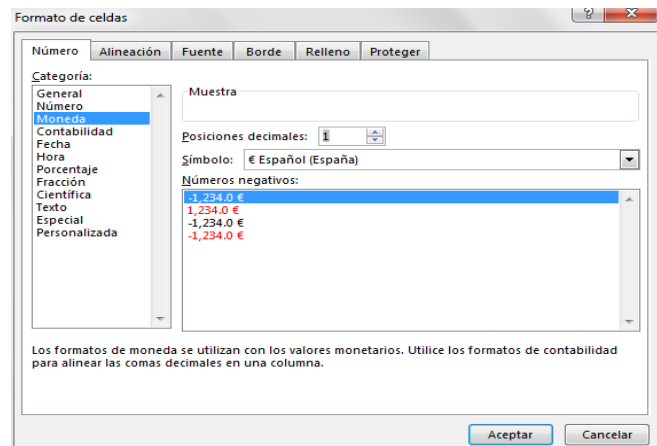 Formato de celdas
Número Alineación Fuente Borde Relleno Proteger
Categoría:
General
Número
Moneda
Contabilidad
Fecha
Hora
Porcentaje
Fracción
Científica
Texto
Especial
Personalizada
Muestra
Posiciones decimales: 1
Símbolo: € Español (España)
Números negativos:
-1,234.0 €
1,234.0 €
-1,234.0 €
-1,234.0 €
Los formatos de moneda se utilizan con los valores monetarios. Utilice los formatos de contabilidad
para alinear las comas decimales en una columna.
Aceptar Cancelar